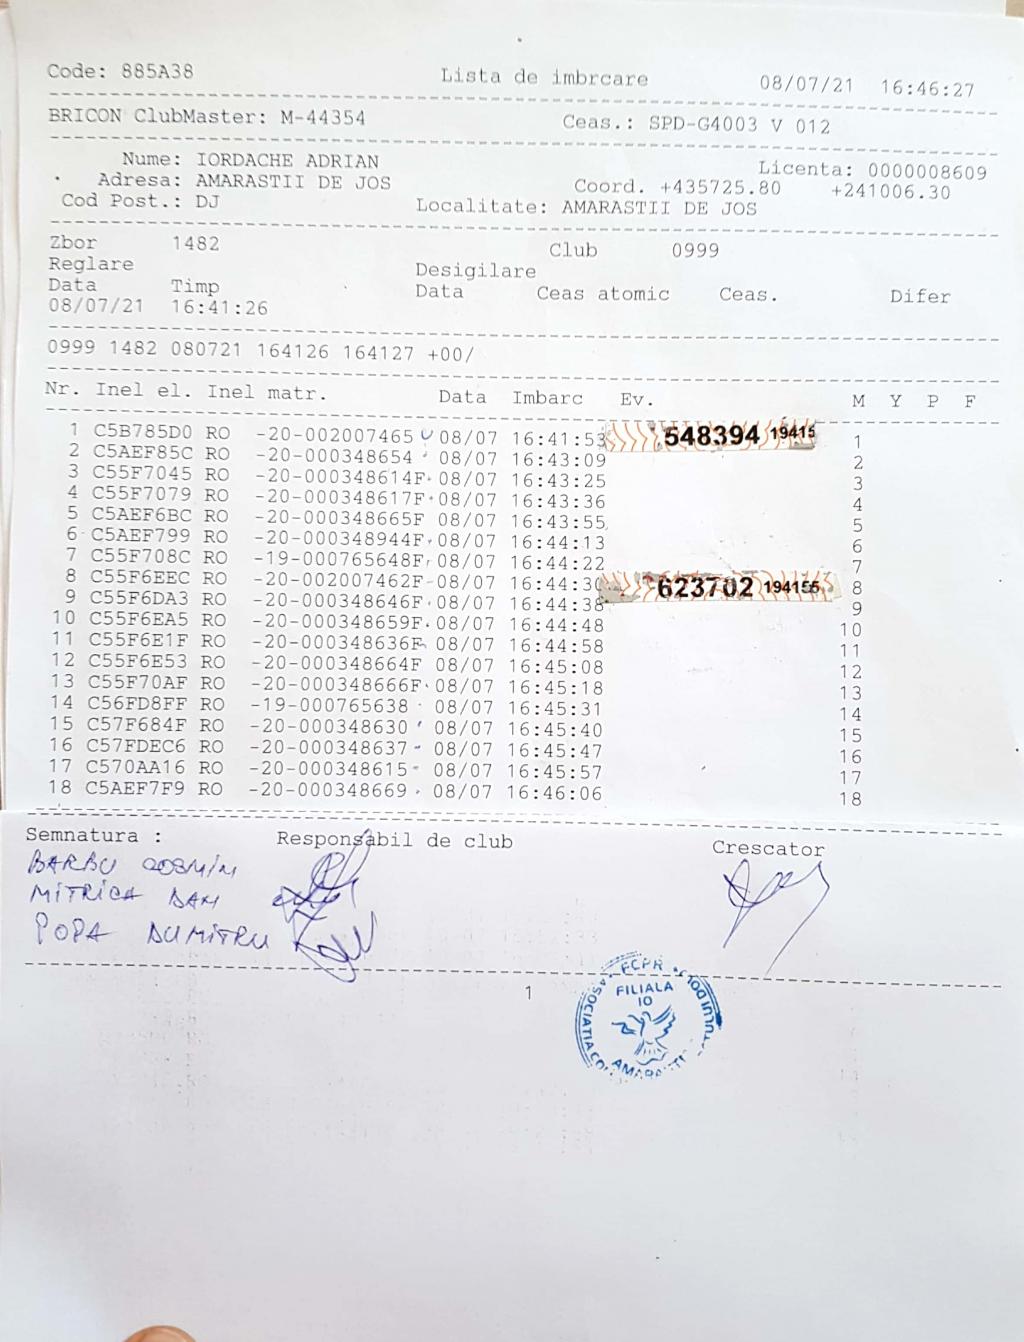 Code: 885A38 Lista de imbrcare 08/07/21 16:46:27
BRICON ClubMaster: M-44354 Ceas.: SPD-G4003 V 012
Nume: IORDACHE ADRIAN Licenta: 0000008609
Adresa: AMARASTII DE JOS Coord. +435725.80 +241006.30
Cod Post.: DJ Localitate: AMARASTII DE JOS
Zbor 1482 Club 0999
Reglare Desigilare
Data Timp Data Ceas atomic Ceas. Difer
08/07/21 16:41:26
0999 1482 080721 164126 164127 +00/
Nr. Inel el. Inel matr. Data Imbarc Ev. M Y P F
1 C5B785D0 RO -20-002007465 08/07 16:41:53 548394 19415 1
2 C5AEF85C RO -20-000348654 08/07 16:43:09 2
3 C55F7045 RO -20-000348614F 08/07 16:43:25 3
4 C55F7079 RO -20-000348617F 08/07 16:43:36 4
5 C5AEF6BC RO -20-000348665F 08/07 16:43:55 5
6 C5AEF799 RO -20-000348944F 08/07 16:44:13 6
7 C55F708C RO -19-000765648F 08/07 16:44:22 7
8 C55F6EEC RO -20-002007462F 08/07 16:44:30 623702 194155 8
9 C55F6DA3 RO -20-000348646F 08/07 16:44:38 9
10 C55F6EA5 RO -20-000348659F 08/07 16:44:48 10
11 C55F6E1F RO -20-000348636F 08/07 16:44:58 11
12 C55F6E53 RO -20-000348664F 08/07 16:45:08 12
13 C55F70AF RO -20-000348666F 08/07 16:45:18 13
14 C56FD8FF RO -19-000765638 08/07 16:45:31 14
15 C57F684F RO -20-000348630 08/07 16:45:40 15
16 C57FDEC6 RO -20-000348637 08/07 16:45:47 16
17 C570AA16 RO -20-000348615 08/07 16:45:57 17
18 C5AEF7F9 RO -20-000348669 08/07 16:46:06 18
Semnatura : Responsabil de club Crescator
BARBU COSMIN
MITRICA DAN
POPA DUMITRU
1
FCPR
FILIALA
10
ASOCIATIA